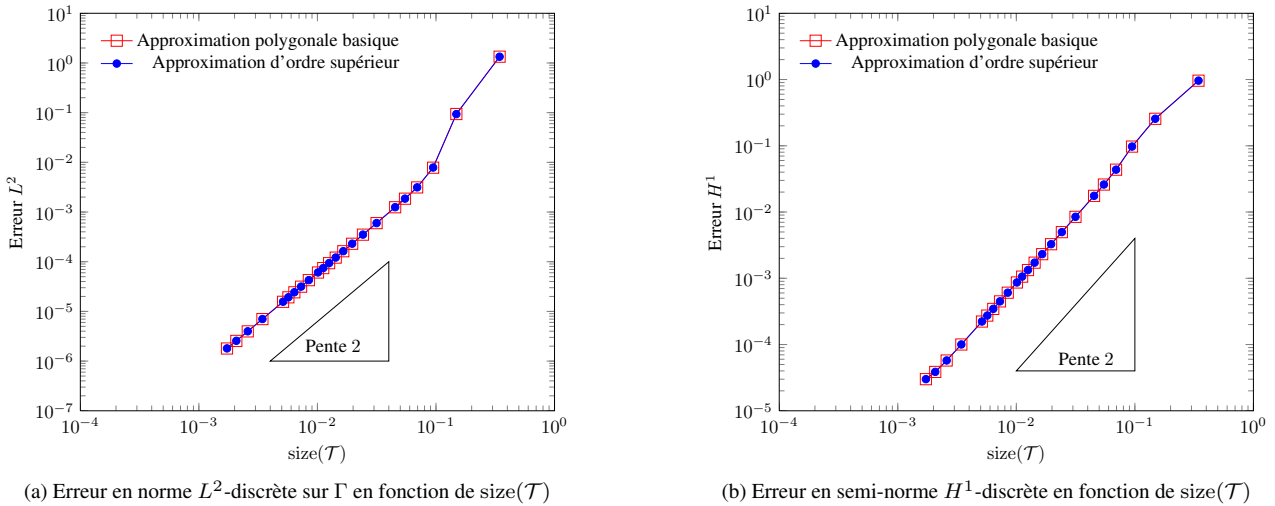 10^1
10^0
10^-1
10^-2
10^-3
10^-4
10^-5
10^-6
10^-7
Erreur L^2
Approximation polygonale basique
Approximation d'ordre supérieur
Pente 2
10^-4
10^-3
10^-2
10^-1
10^0
size(𝒯)
(a) Erreur en norme L^2-discrète sur Γ en fonction de size(𝒯)
10^1
10^0
10^-1
10^-2
10^-3
10^-4
10^-5
Erreur H^1
Approximation polygonale basique
Approximation d'ordre supérieur
Pente 2
10^-4
10^-3
10^-2
10^-1
10^0
size(𝒯)
(b) Erreur en semi-norme H^1-discrète en fonction de size(𝒯)